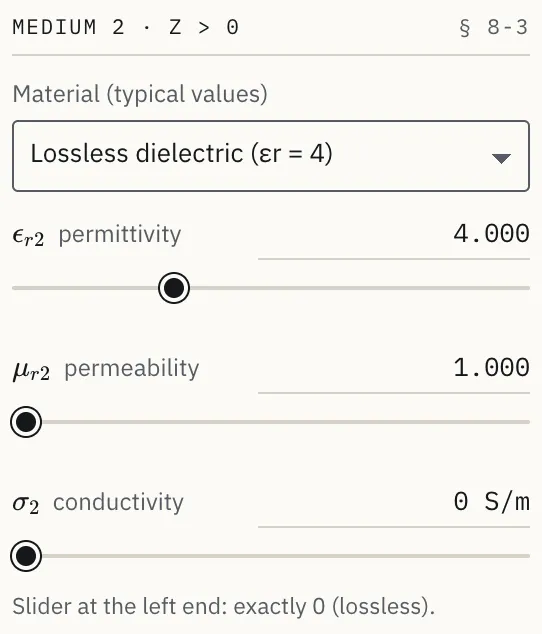 MEDIUM 2 · Z > 0 § 8-3
Material (typical values)
Lossless dielectric (εr = 4)
ϵr2 permittivity 4.000
μr2 permeability 1.000
σ2 conductivity 0 S/m
Slider at the left end: exactly 0 (lossless).